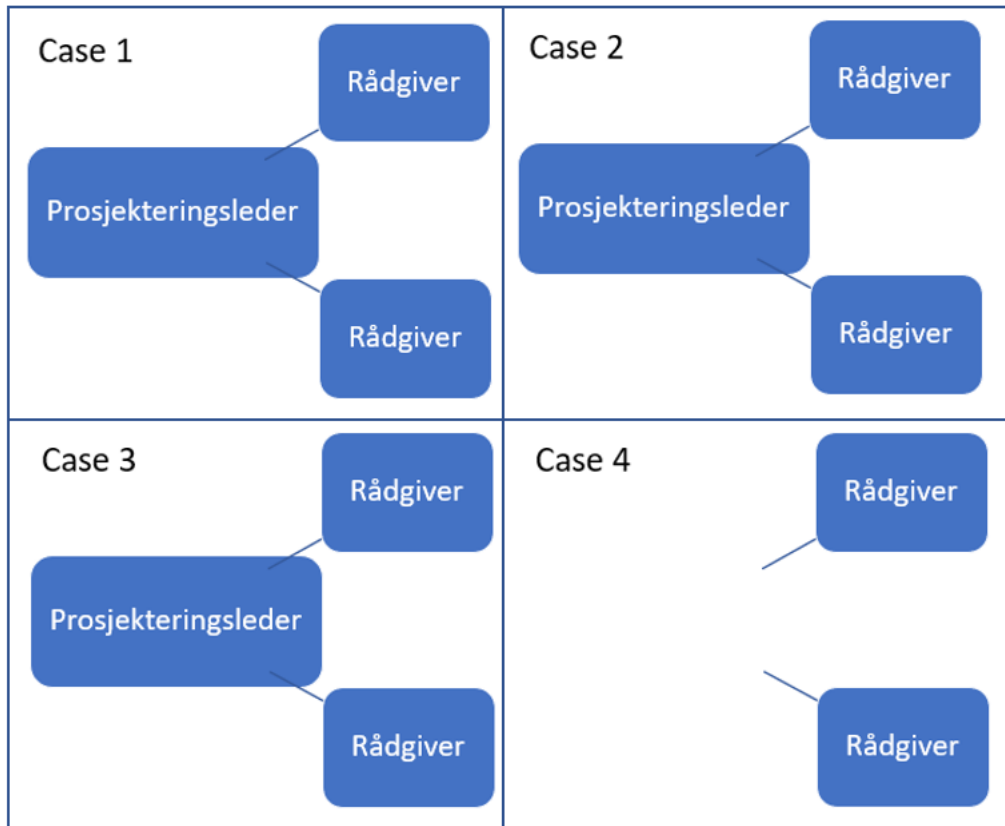 Case 1
Rådgiver
Prosjekteringsleder
Rådgiver
Case 2
Rådgiver
Prosjekteringsleder
Rådgiver
Case 3
Rådgiver
Prosjekteringsleder
Rådgiver
Case 4
Rådgiver
Rådgiver